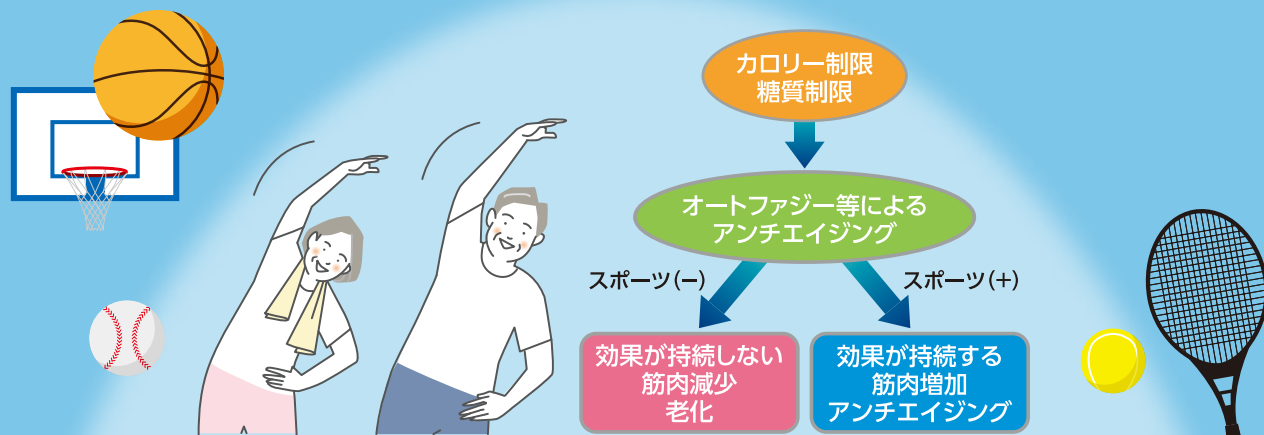 カロリー制限
糖質制限
オートファジー等による
アンチエイジング
スポーツ(−)
スポーツ(+)
効果が持続しない
筋肉減少
老化
効果が持続する
筋肉増加
アンチエイジング